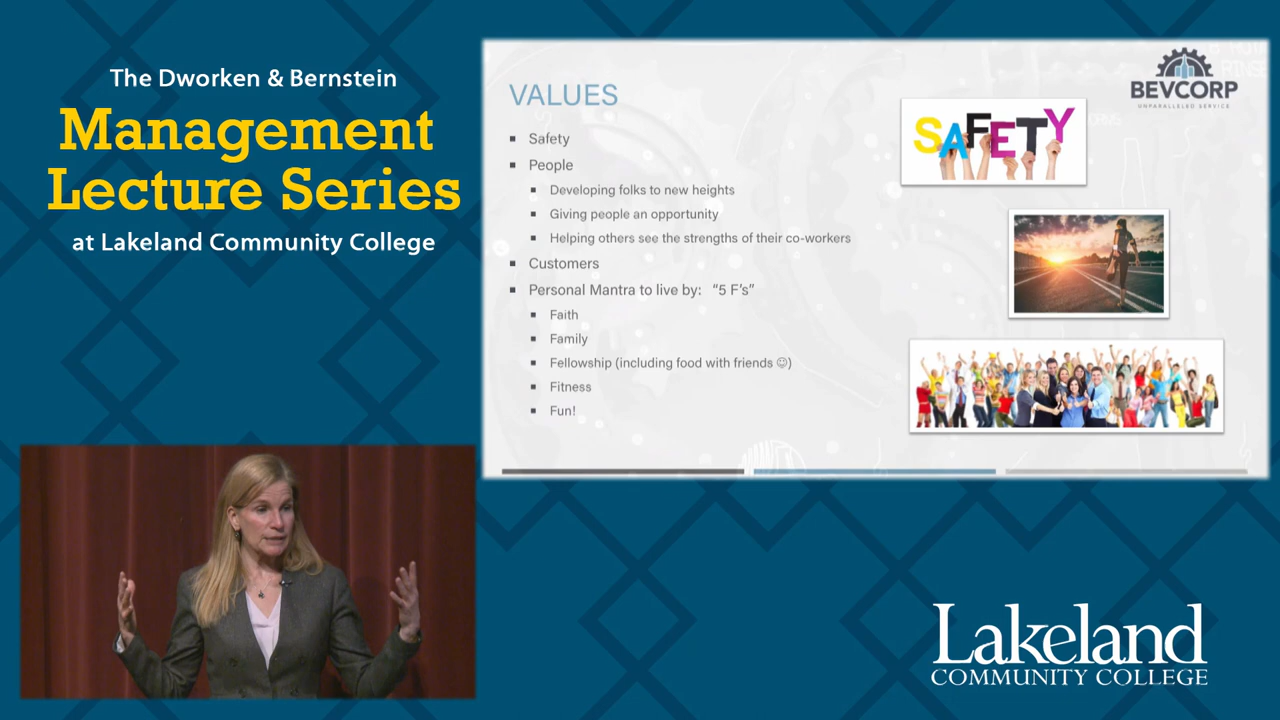 The Dworken & Bernstein
Management
Lecture Series
at Lakeland Community College
BEVCORP
UNPARALLELED SERVICE
VALUES
SAFETY
▪ Safety
▪ People
▪ Developing folks to new heights
▪ Giving people an opportunity
▪ Helping others see the strengths of their co-workers
▪ Customers
▪ Personal Mantra to live by: “5 F’s”
▪ Faith
▪ Family
▪ Fellowship (including food with friends ☺)
▪ Fitness
▪ Fun!
Lakeland
COMMUNITY COLLEGE